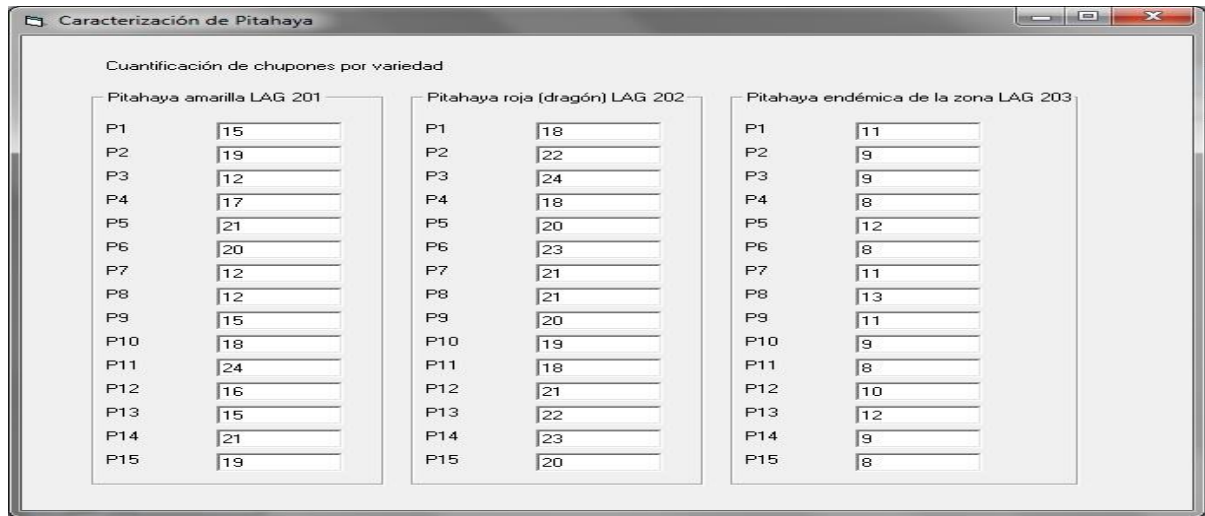 Caracterización de Pitahaya
Cuantificación de chupones por variedad
Pitahaya amarilla LAG 201
P1 15
P2 19
P3 12
P4 17
P5 21
P6 20
P7 12
P8 12
P9 15
P10 18
P11 24
P12 16
P13 15
P14 21
P15 19
Pitahaya roja (dragón) LAG 202
P1 18
P2 22
P3 24
P4 18
P5 20
P6 23
P7 21
P8 21
P9 20
P10 19
P11 18
P12 21
P13 22
P14 23
P15 20
Pitahaya endémica de la zona LAG 203
P1 11
P2 9
P3 9
P4 8
P5 12
P6 8
P7 11
P8 13
P9 11
P10 9
P11 8
P12 10
P13 12
P14 9
P15 8